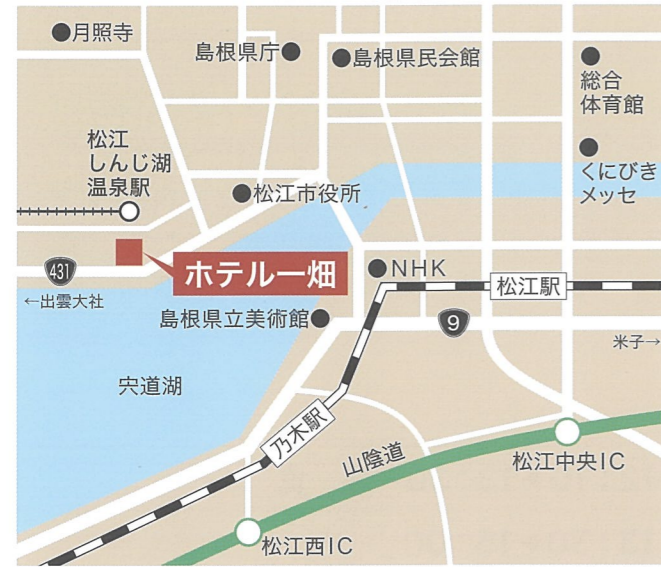 月照寺
島根県庁
島根県民会館
総合
体育館
松江
しんじ湖
温泉駅
くにびき
メッセ
松江市役所
431
ホテル一畑
NHK
松江駅
←出雲大社
島根県立美術館
9
米子→
宍道湖
乃木駅
山陰道
松江中央IC
松江西IC